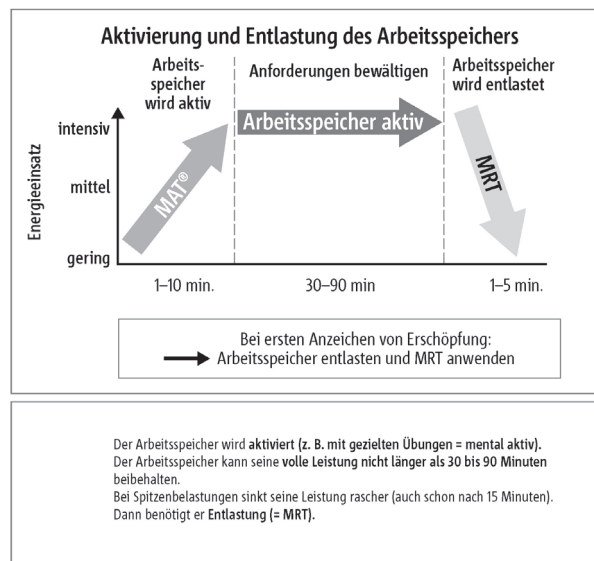 Aktivierung und Entlastung des Arbeitsspeichers
Arbeits-
speicher
wird aktiv
Anforderungen bewältigen
Arbeitsspeicher
wird entlastet
Energieeinsatz
intensiv
mittel
gering
MAT®
Arbeitsspeicher aktiv
MRT
1–10 min.
30–90 min
1–5 min.
Bei ersten Anzeichen von Erschöpfung:
Arbeitsspeicher entlasten und MRT anwenden
Der Arbeitsspeicher wird aktiviert (z. B. mit gezielten Übungen = mental aktiv).
Der Arbeitsspeicher kann seine volle Leistung nicht länger als 30 bis 90 Minuten
beibehalten.
Bei Spitzenbelastungen sinkt seine Leistung rascher (auch schon nach 15 Minuten).
Dann benötigt er Entlastung (= MRT).